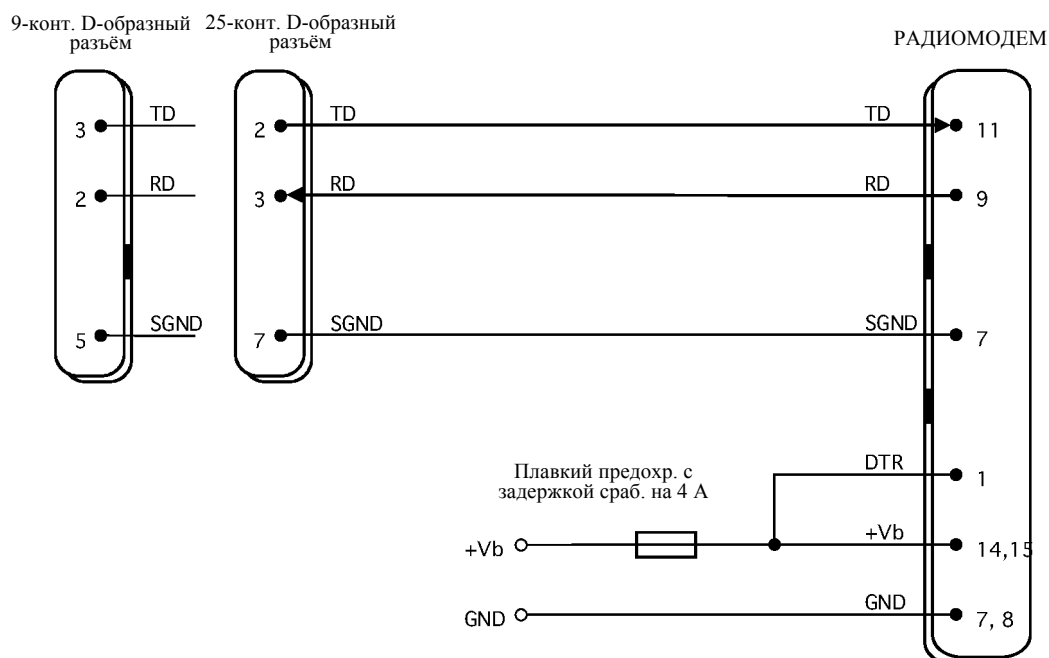 9-конт. D-образный
разъём
25-конт. D-образный
разъём
РАДИОМОДЕМ
3 TD
2 TD
TD 11
2 RD
3 RD
RD 9
5 SGND
7 SGND
SGND 7
Плавкий предохр. с
задержкой сраб. на 4 А
DTR 1
+Vb
+Vb 14,15
GND
GND 7, 8